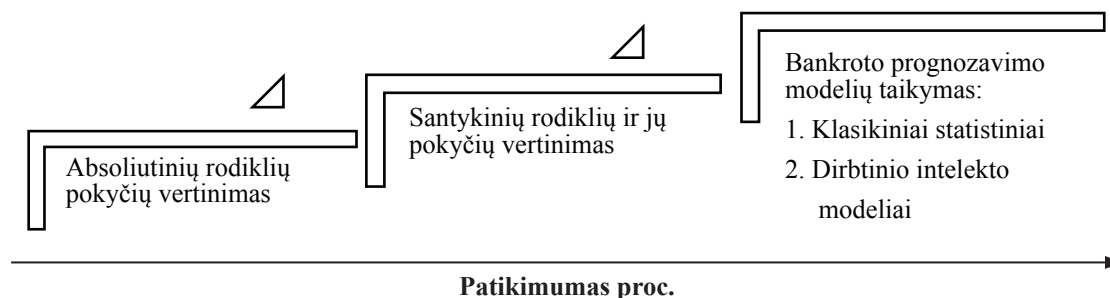 Absoliutinių rodiklių
pokyčių vertinimas
Santykinių rodiklių ir jų
pokyčių vertinimas
Bankroto prognozavimo
modelių taikymas:
1. Klasikiniai statistiniai
2. Dirbtinio intelekto
modeliai
Patikimumas proc.